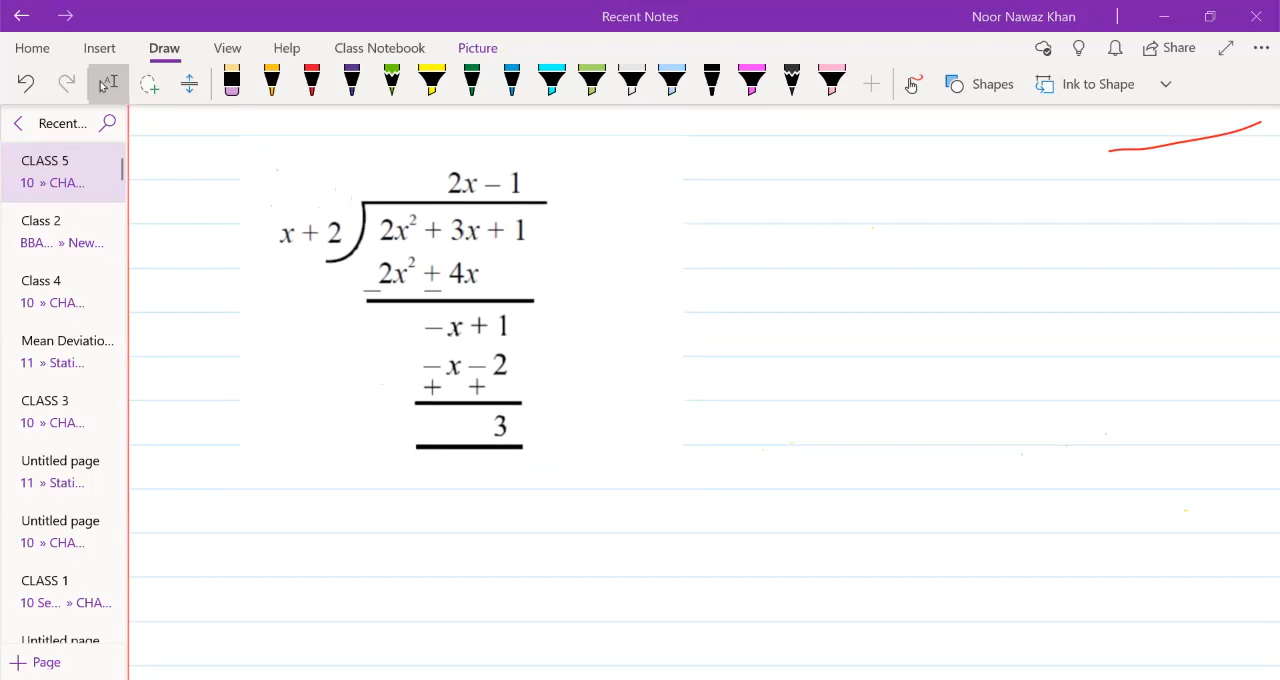 Recent Notes
Noor Nawaz Khan
Home Insert Draw View Help Class Notebook Picture
Share
Shapes
Ink to Shape
Recent...
CLASS 5
10 » CHA...
Class 2
BBA... » New...
Class 4
10 » CHA...
Mean Deviatio...
11 » Stati...
CLASS 3
10 » CHA...
Untitled page
11 » Stati...
Untitled page
10 » CHA...
CLASS 1
10 Se... » CHA...
Untitled page
+ Page
2x – 1
x + 2 ) 2x² + 3x + 1
2x² + 4x
– –
–x + 1
–x – 2
+ +
3